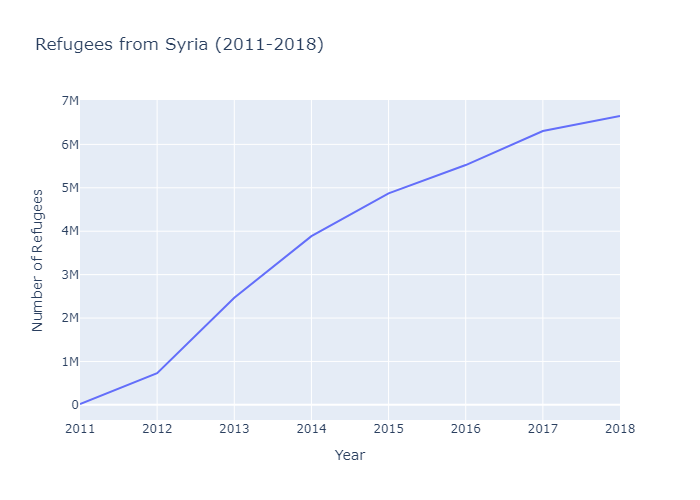 Refugees from Syria (2011-2018)
Number of Refugees
7M
6M
5M
4M
3M
2M
1M
0
2011 2012 2013 2014 2015 2016 2017 2018
Year